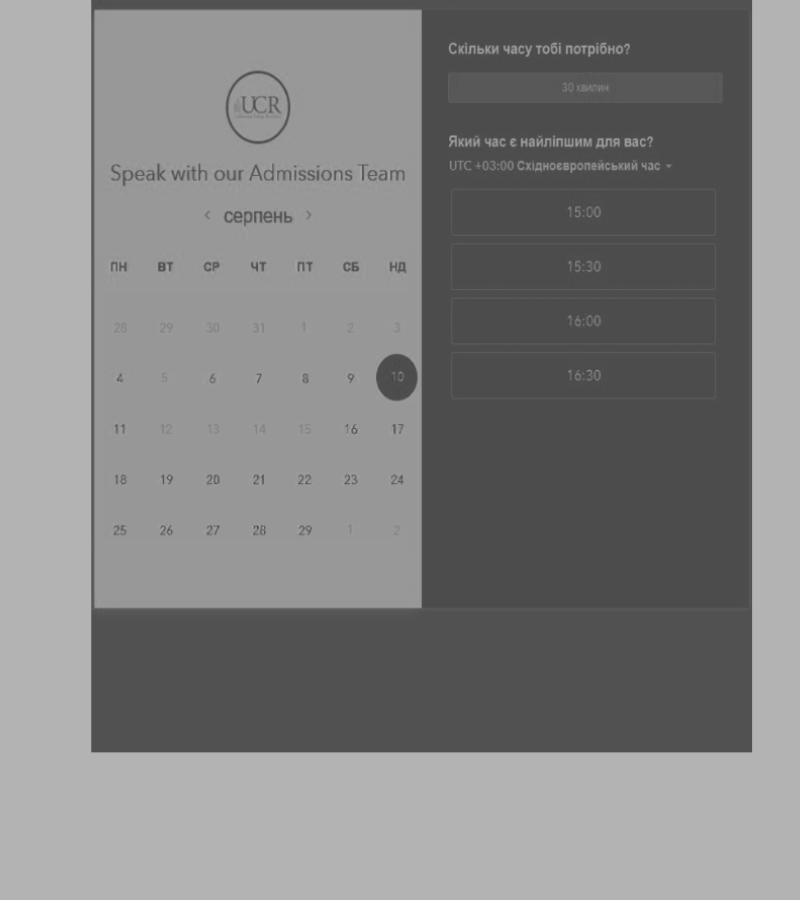 UCR
Speak with our Admissions Team
серпень
ПН ВТ СР ЧТ ПТ СБ НД
28 29 30 31 1 2 3
4 5 6 7 8 9 10
11 12 13 14 15 16 17
18 19 20 21 22 23 24
25 26 27 28 29 1 2
Скільки часу тобі потрібно?
30 хвилин
Який час є найліпшим для вас?
UTC +03:00 Східноєвропейський час
15:00
15:30
16:00
16:30